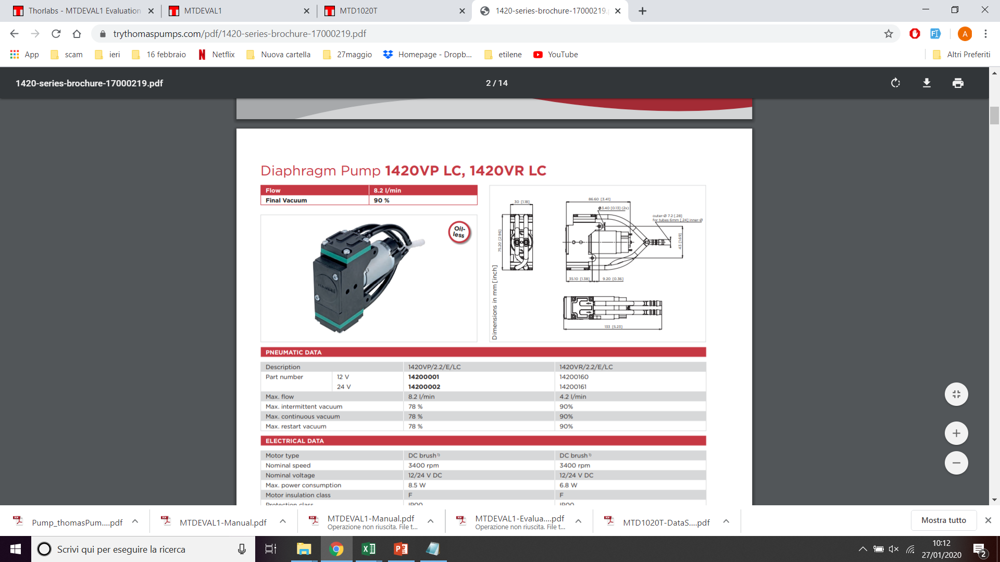 Thorlabs - MTDEVAL1 Evaluation
MTDEVAL1
MTD1020T
1420-series-brochure-17000219.
trythomaspumps.com/pdf/1420-series-brochure-17000219.pdf
A
App
scam
ieri
16 febbraio
Netflix
Nuova cartella
27maggio
Homepage - Dropb...
etilene
YouTube
Altri Preferiti
1420-series-brochure-17000219.pdf
2 / 14
Diaphragm Pump 1420VP LC, 1420VR LC
Flow 8.2 l/min
Final Vacuum 90 %
Oil-
less
30 [1.18]
86.60 [3.41]
Ø3.40 [0.13] (2x)
outer-Ø 7.2 [.28]
for tubes 6mm [.24] inner-Ø
75.20 [2.96]
43 [1.69]
35.10 [1.38]
9.20 [0.36]
133 [5.23]
Dimensions in mm [inch]
PNEUMATIC DATA
Description 1420VP/2.2/E/LC 1420VR/2.2/E/LC
Part number 12 V 14200001 14200160
24 V 14200002 14200161
Max. flow 8.2 l/min 4.2 l/min
Max. intermittent vacuum 78 % 90%
Max. continuous vacuum 78 % 90%
Max. restart vacuum 78 % 90%
ELECTRICAL DATA
Motor type DC brush 1) DC brush 1)
Nominal speed 3400 rpm 3400 rpm
Nominal voltage 12/24 V DC 12/24 V DC
Max. power consumption 8.5 W 6.8 W
Motor insulation class F F
Protection class IP00 IP00
Pump_thomasPum....pdf
MTDEVAL1-Manual.pdf
MTDEVAL1-Manual.pdf
Operazione non riuscita. File t...
MTDEVAL1-Evalua....pdf
Operazione non riuscita. File t...
MTD1020T-DataS....pdf
Mostra tutto
Scrivi qui per eseguire la ricerca
10:12
27/01/2020
2